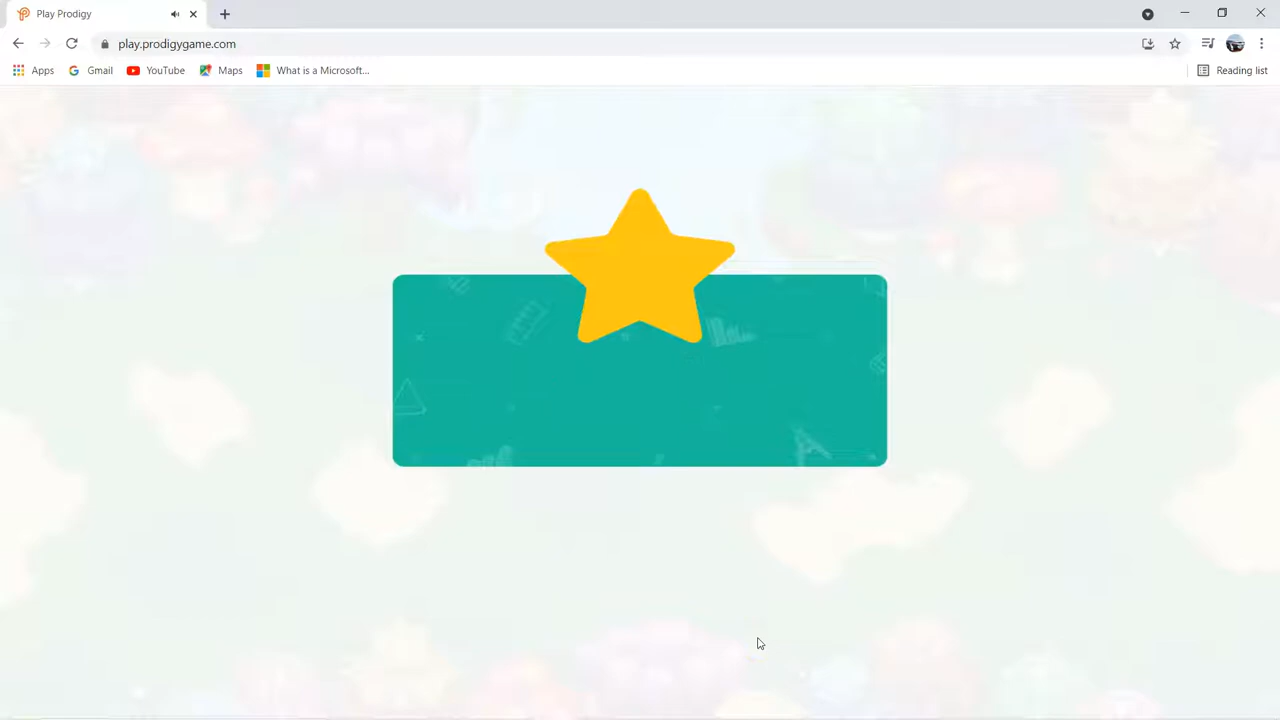 Play Prodigy
play.prodigygame.com
Apps
Gmail
YouTube
Maps
What is a Microsoft...
Reading list